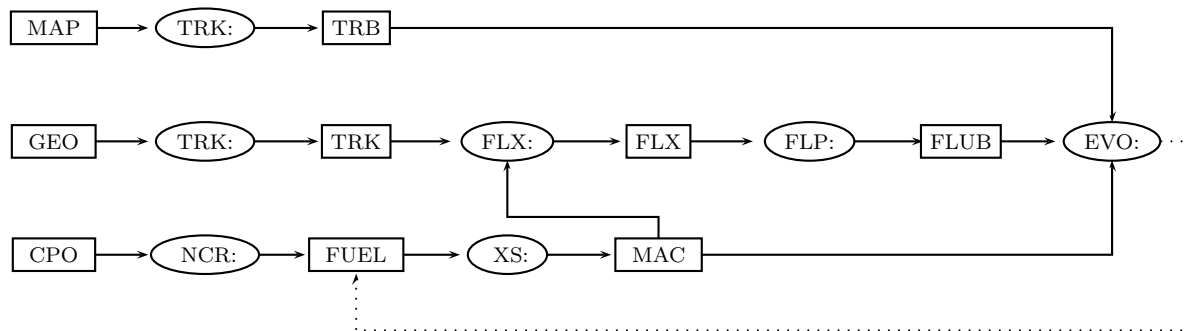 MAP TRK: TRB
GEO TRK: TRK FLX: FLX FLP: FLUB EVO:
CPO NCR: FUEL XS: MAC